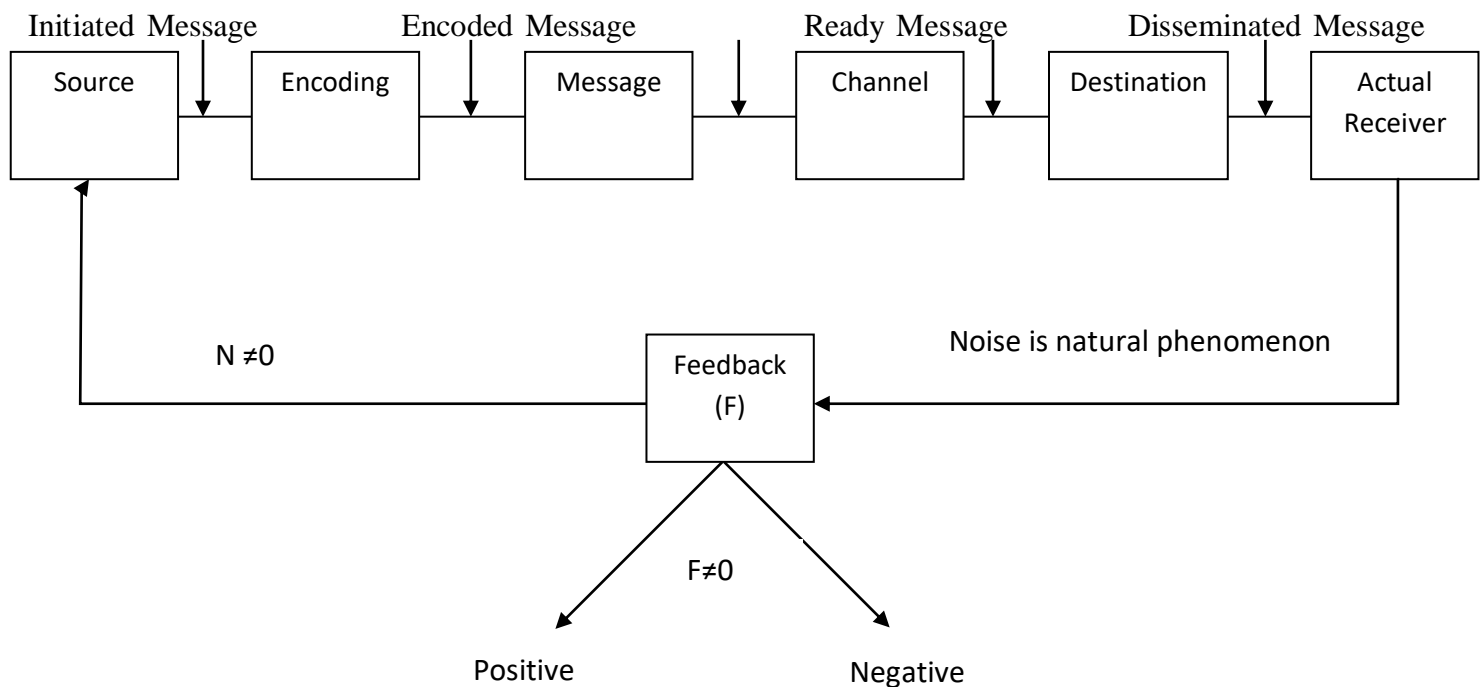 Initiated Message Encoded Message Ready Message Disseminated Message
Source Encoding Message Channel Destination Actual
Receiver
N ≠0
Noise is natural phenomenon
Feedback
(F)
F≠0
Positive Negative